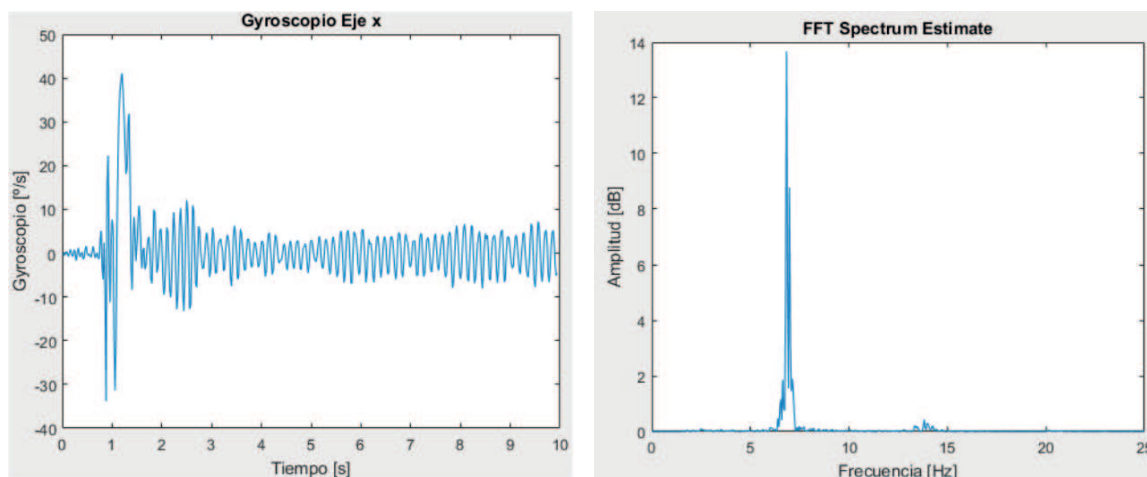 Gyroscopio Eje x
Gyroscopio [º/s]
50
40
30
20
10
0
-10
-20
-30
-40
0 1 2 3 4 5 6 7 8 9 10
Tiempo [s]
FFT Spectrum Estimate
Amplitud [dB]
14
12
10
8
6
4
2
0
0 5 10 15 20 25
Frecuencia [Hz]